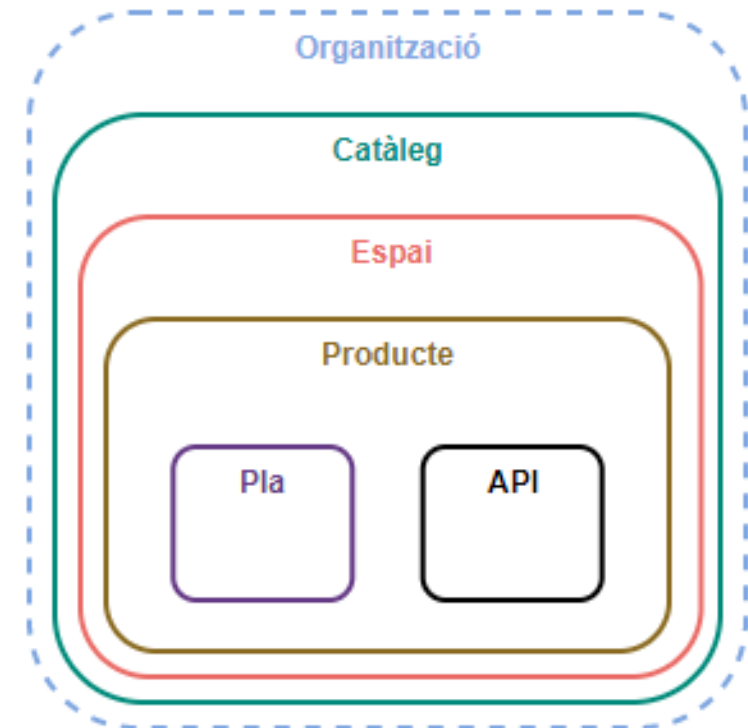 Organització
Catàleg
Espai
Producte
Pla
API